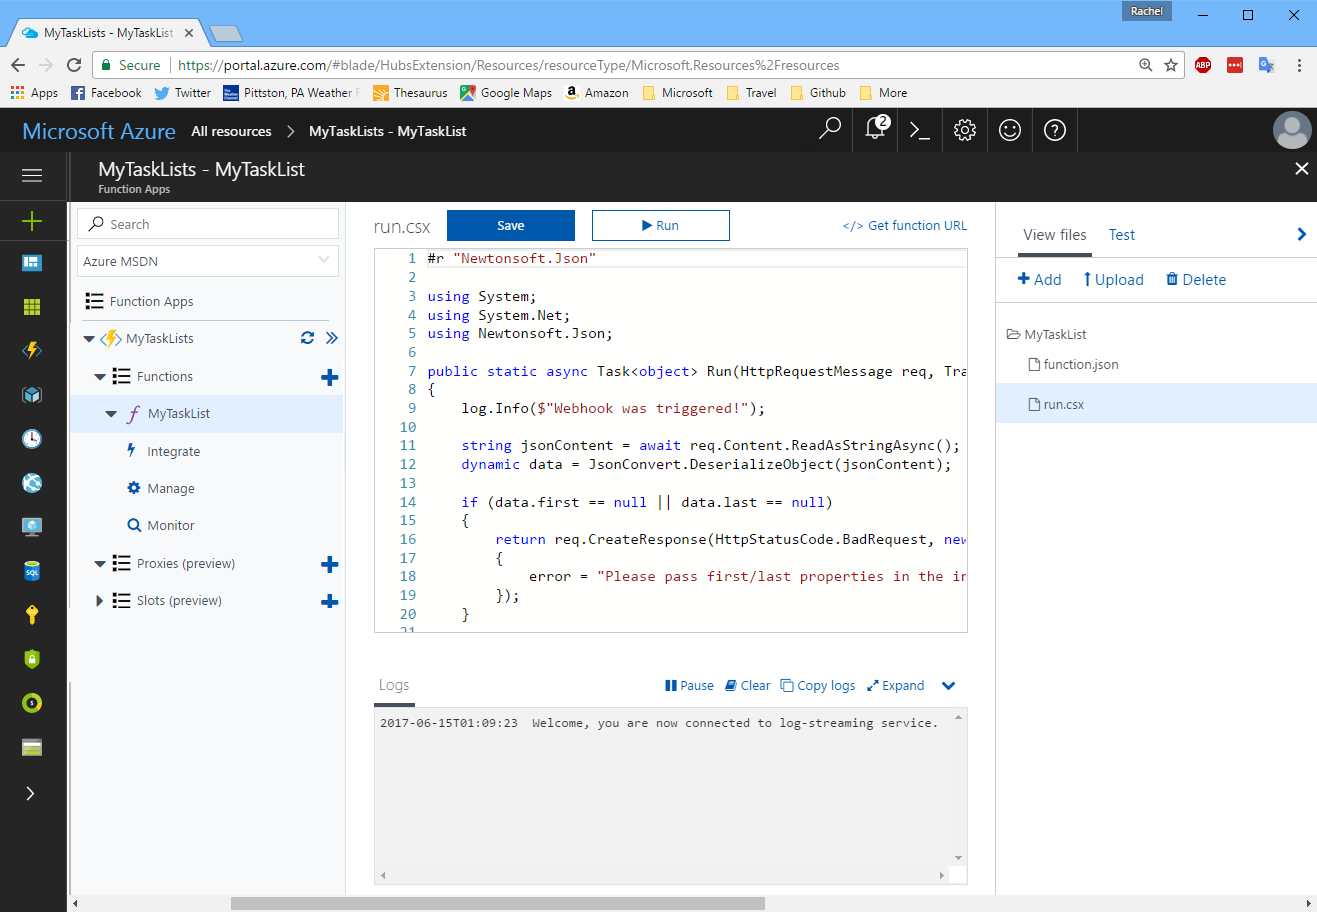 Rachel
MyTaskLists - MyTaskList
Secure https://portal.azure.com/#blade/HubsExtension/Resources/resourceType/Microsoft.Resources%2Fresources
ABP
Apps Facebook Twitter Pittston, PA Weather Thesaurus Google Maps Amazon Microsoft Travel Github More
Microsoft Azure All resources > MyTaskLists - MyTaskList
2
MyTaskLists - MyTaskList
Function Apps
Search
Azure MSDN
Function Apps
MyTaskLists
Functions
MyTaskList
Integrate
Manage
Monitor
Proxies (preview)
Slots (preview)
SQL
run.csx Save Run </> Get function URL
1 #r "Newtonsoft.Json"
2
3 using System;
4 using System.Net;
5 using Newtonsoft.Json;
6
7 public static async Task<object> Run(HttpRequestMessage req, Tra
8 {
9 log.Info($"Webhook was triggered!");
10
11 string jsonContent = await req.Content.ReadAsStringAsync();
12 dynamic data = JsonConvert.DeserializeObject(jsonContent);
13
14 if (data.first == null || data.last == null)
15 {
16 return req.CreateResponse(HttpStatusCode.BadRequest, new
17 {
18 error = "Please pass first/last properties in the in
19 });
20 }
21
Logs Pause Clear Copy logs Expand
2017-06-15T01:09:23 Welcome, you are now connected to log-streaming service.
View files Test
Add Upload Delete
MyTaskList
function.json
run.csx